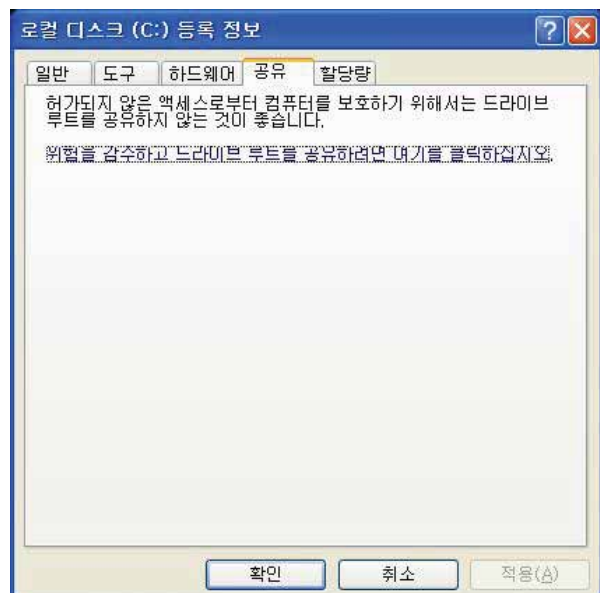 로컬 디스크 (C:) 등록 정보
일반 도구 하드웨어 공유 할당량
허가되지 않은 액세스로부터 컴퓨터를 보호하기 위해서는 드라이브
루트를 공유하지 않는 것이 좋습니다.
위험을 감수하고 드라이브 루트를 공유하려면 여기를 클릭하십시오.
확인 취소 적용(A)